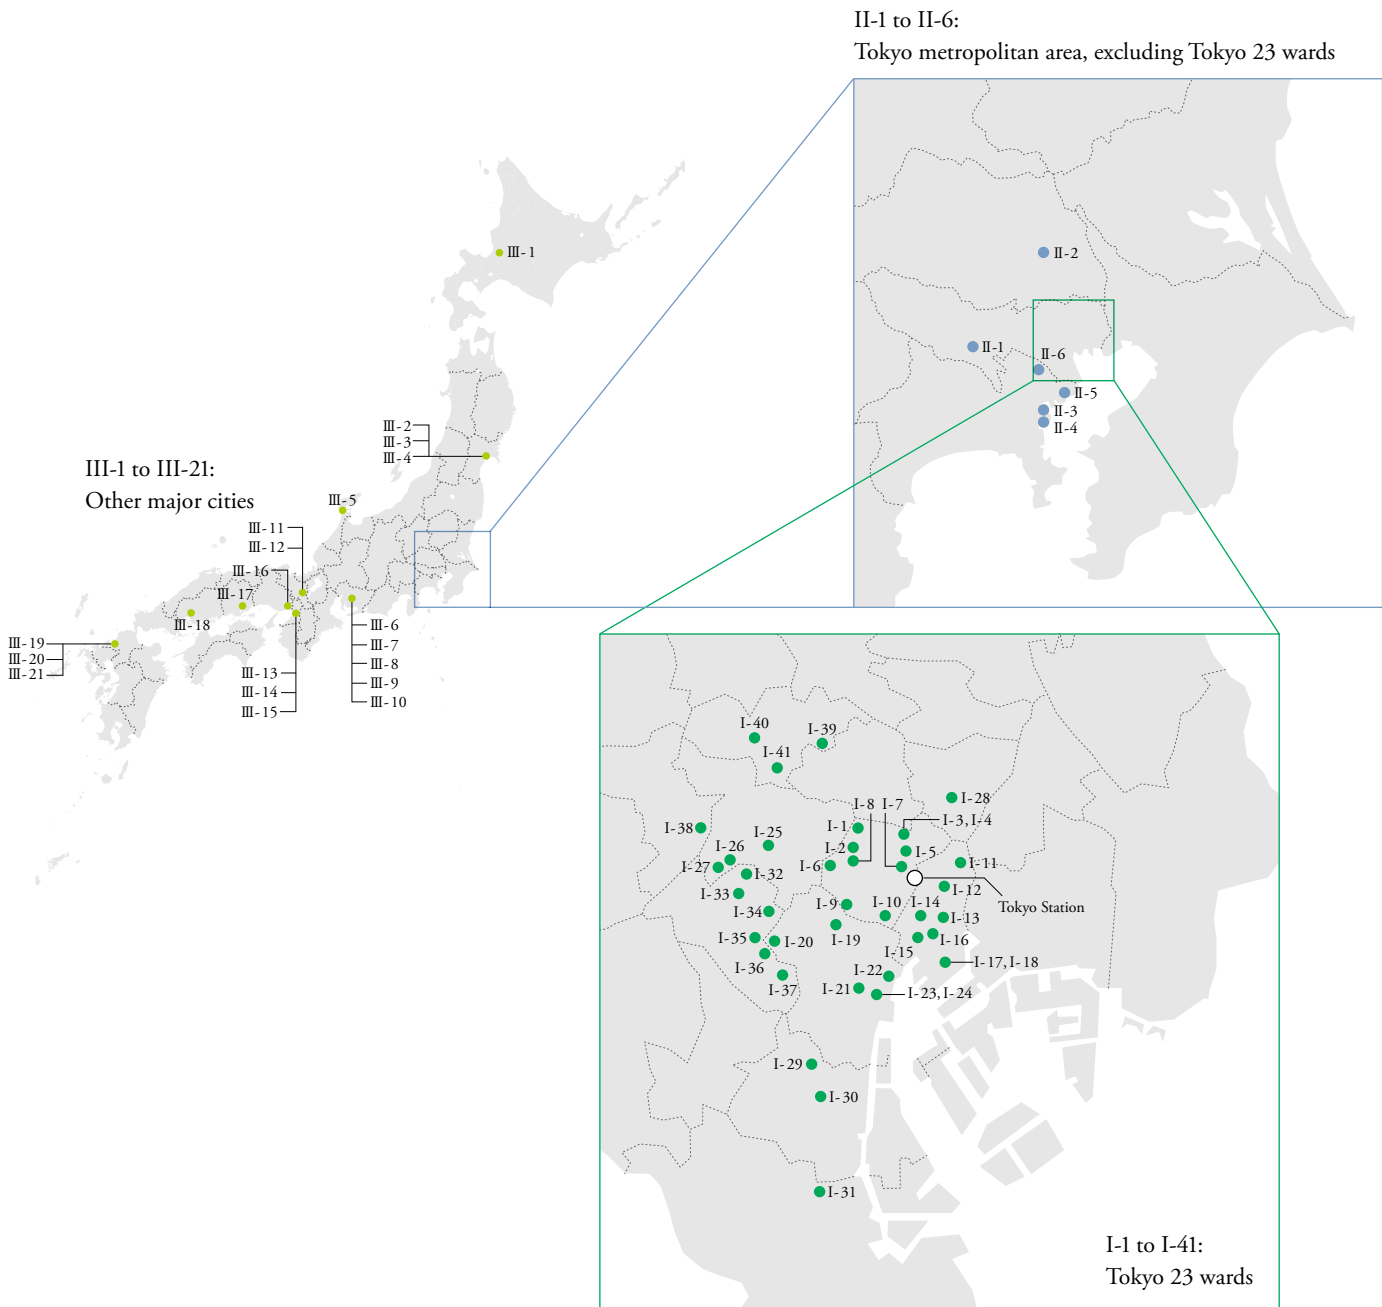 II-1 to II-6:
Tokyo metropolitan area, excluding Tokyo 23 wards
Ⅱ-2
Ⅱ-1
Ⅱ-6
Ⅱ-5
Ⅱ-3
Ⅱ-4
Ⅲ-1
Ⅲ-2
Ⅲ-3
Ⅲ-4
III-1 to III-21:
Other major cities
Ⅲ-5
Ⅲ-11
Ⅲ-12
Ⅲ-16
Ⅲ-17
Ⅲ-18
Ⅲ-19
Ⅲ-20
Ⅲ-21
Ⅲ-6
Ⅲ-7
Ⅲ-8
Ⅲ-9
Ⅲ-10
Ⅲ-13
Ⅲ-14
Ⅲ-15
I-40
I-39
I-41
I-28
I-8
I-7
I-3, I-4
I-38
I-25
I-1
I-2
I-5
I-26
I-27
I-6
I-11
I-32
I-12
I-33
Tokyo Station
I-34
I-9
I-10
I-14
I-13
I-35
I-20
I-19
I-15
I-16
I-36
I-37
I-22
I-17, I-18
I-21
I-23, I-24
I-29
I-30
I-31
I-1 to I-41:
Tokyo 23 wards